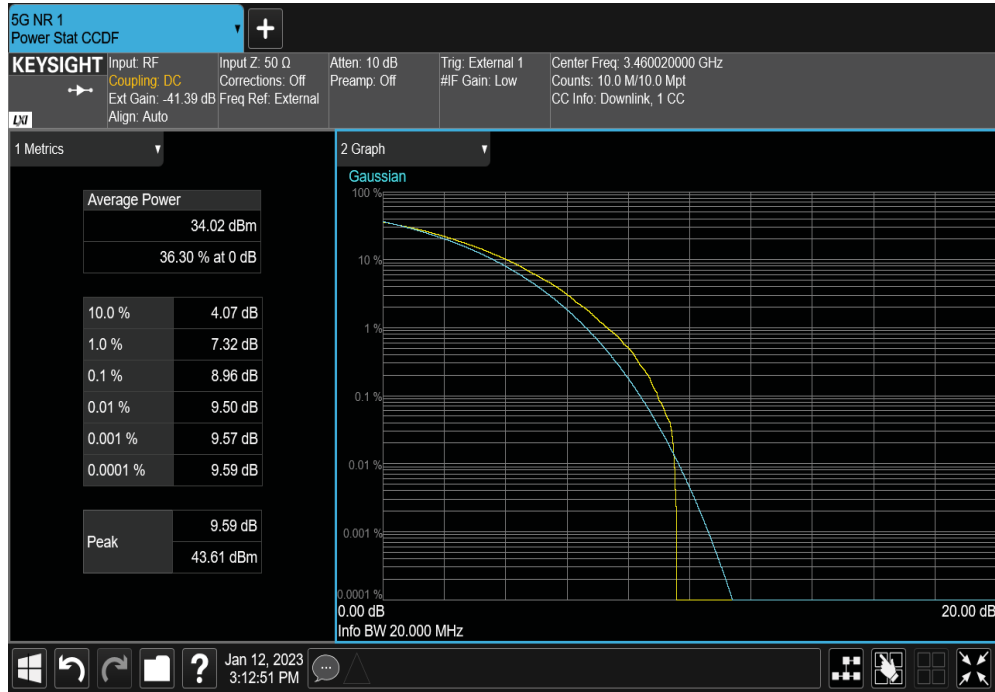 5G NR 1
Power Stat CCDF
+
KEYSIGHT
LXI
Input: RF
Coupling: DC
Ext Gain: -41.39 dB
Align: Auto
Input Z: 50 Ω
Corrections: Off
Freq Ref: External
Atten: 10 dB
Preamp: Off
Trig: External 1
#IF Gain: Low
Center Freq: 3.460020000 GHz
Counts: 10.0 M/10.0 Mpt
CC Info: Downlink, 1 CC
1 Metrics
Average Power
34.02 dBm
36.30 % at 0 dB
10.0 % 4.07 dB
1.0 % 7.32 dB
0.1 % 8.96 dB
0.01 % 9.50 dB
0.001 % 9.57 dB
0.0001 % 9.59 dB
Peak
9.59 dB
43.61 dBm
2 Graph
Gaussian
100 %
10 %
1 %
0.1 %
0.01 %
0.001 %
0.0001 %
0.00 dB
20.00 dB
Info BW 20.000 MHz
?
Jan 12, 2023
3:12:51 PM